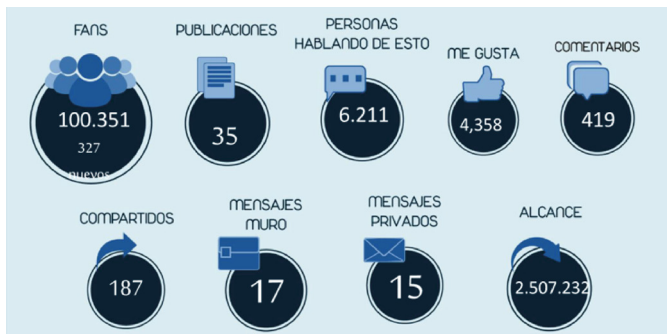 FANS
100.351
327
nuevos
PUBLICACIONES
35
PERSONAS
HABLANDO DE ESTO
6.211
ME GUSTA
4,358
COMENTARIOS
419
COMPARTIDOS
187
MENSAJES
MURO
17
MENSAJES
PRIVADOS
15
ALCANCE
2.507.232